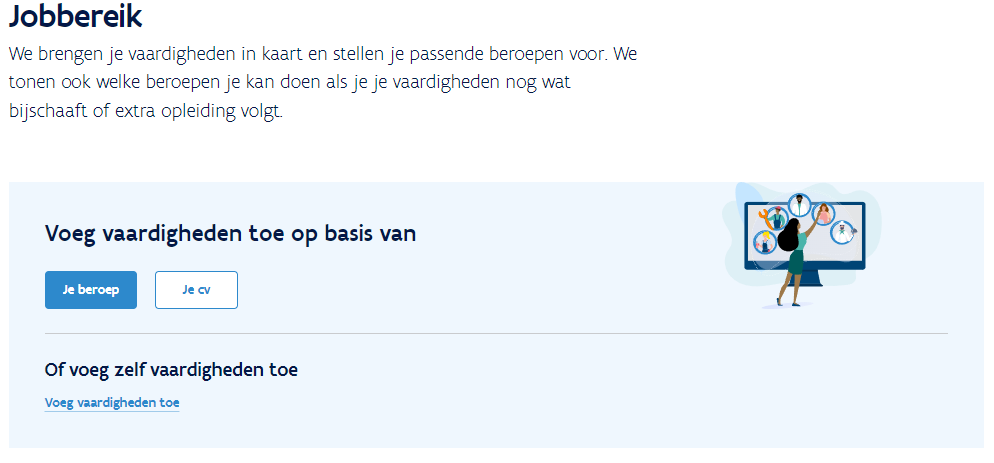 Jobbereik
We brengen je vaardigheden in kaart en stellen je passende beroepen voor. We
tonen ook welke beroepen je kan doen als je je vaardigheden nog wat
bijschaaft of extra opleiding volgt.
Voeg vaardigheden toe op basis van
Je beroep
Je cv
Of voeg zelf vaardigheden toe
Voeg vaardigheden toe